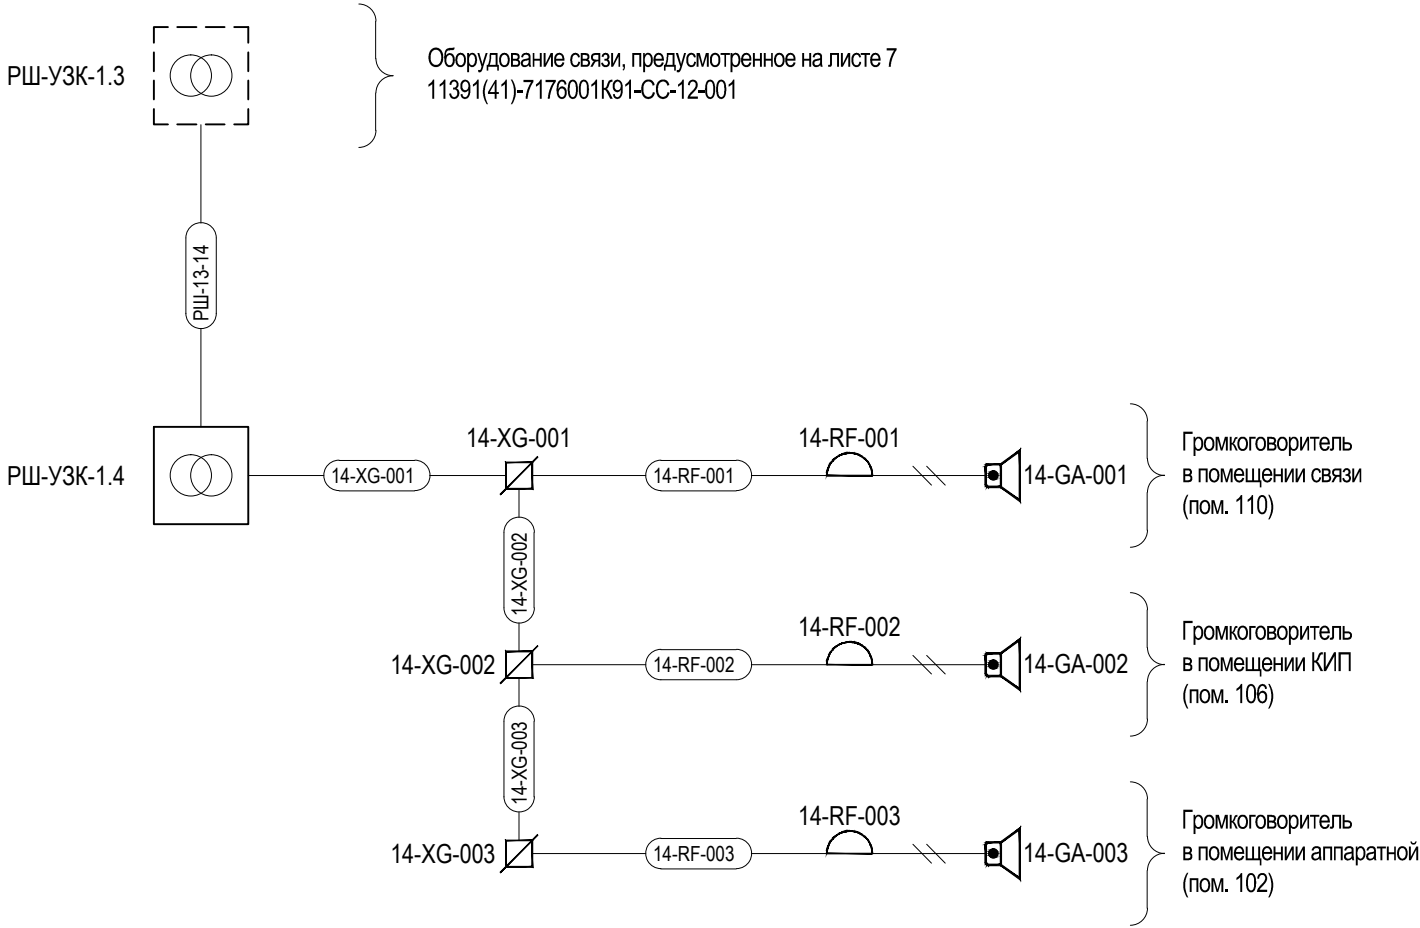 РШ-УЗК-1.3
Оборудование связи, предусмотренное на листе 7
11391(41)-7176001К91-СС-12-001
РШ-13-14
РШ-УЗК-1.4
14-XG-001
14-XG-001
14-RF-001
14-RF-001
14-GA-001
Громкоговоритель
в помещении связи
(пом. 110)
14-XG-002
14-XG-002
14-RF-002
14-RF-002
14-GA-002
Громкоговоритель
в помещении КИП
(пом. 106)
14-XG-003
14-XG-003
14-RF-003
14-RF-003
14-GA-003
Громкоговоритель
в помещении аппаратной
(пом. 102)